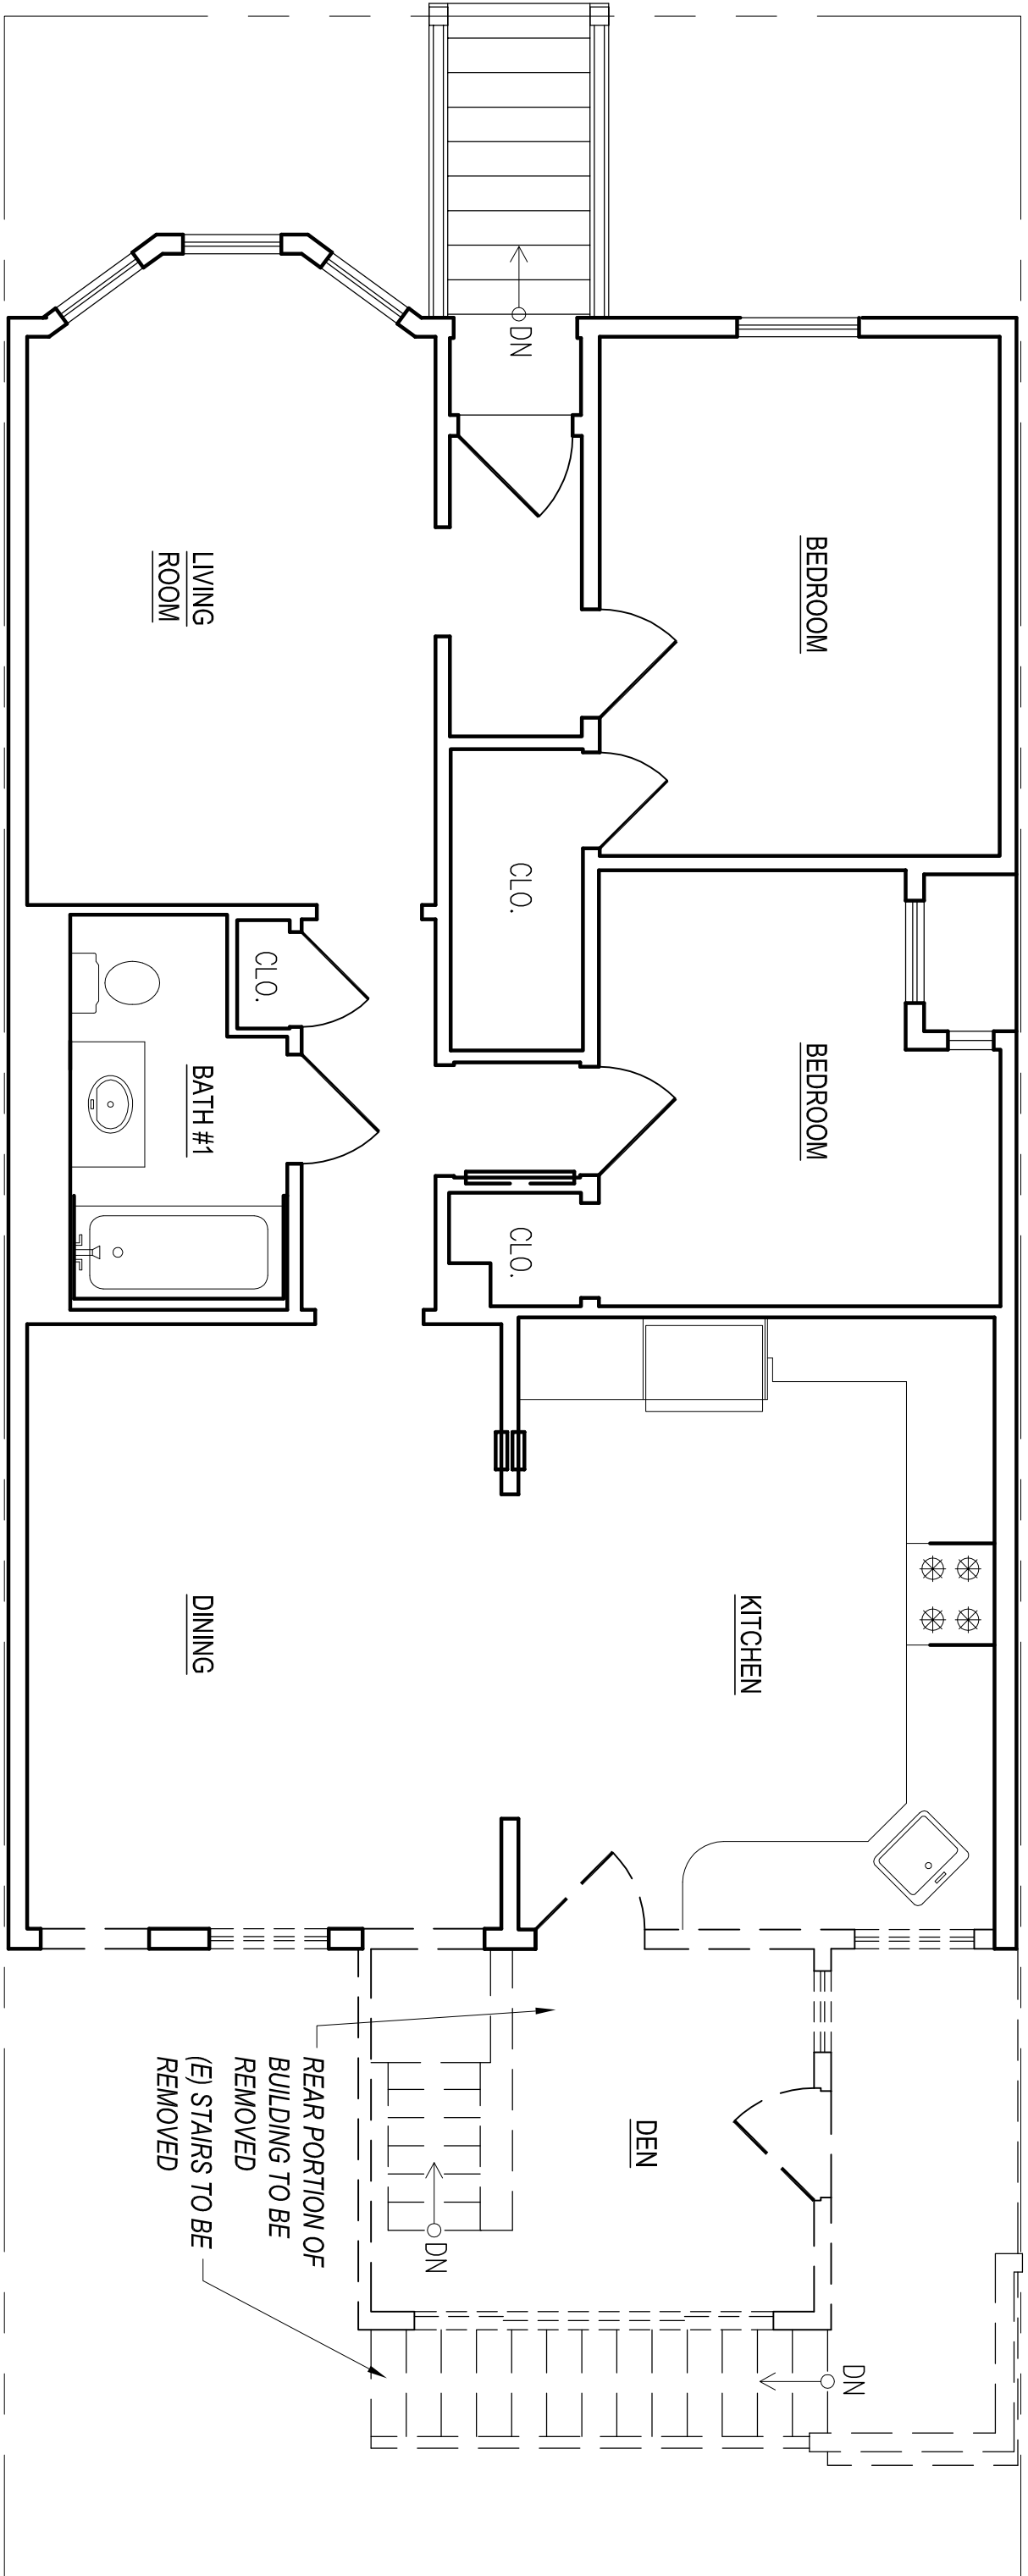 DN
BEDROOM
LIVING
ROOM
CLO.
CLO.
BEDROOM
BATH #1
CLO.
KITCHEN
DINING
DEN
REAR PORTION OF
BUILDING TO BE
REMOVED
(E) STAIRS TO BE
REMOVED
DN
DN